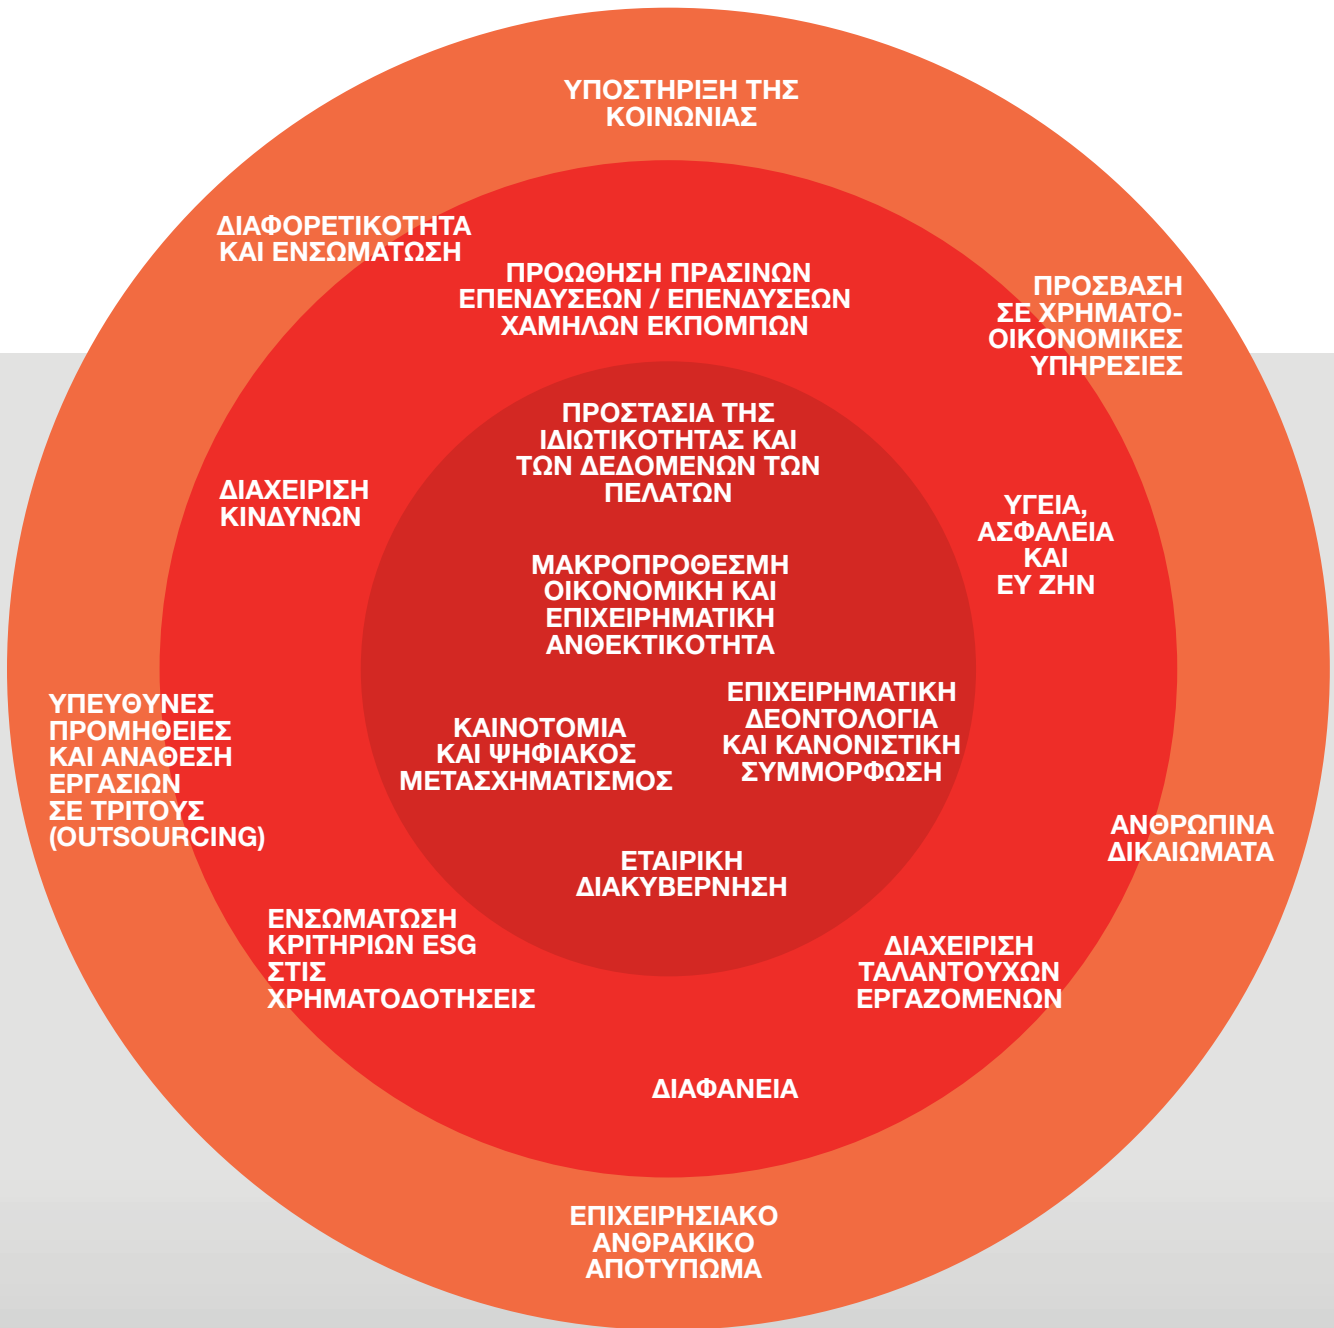 ΥΠΟΣΤΗΡΙΞΗ ΤΗΣ
ΚΟΙΝΩΝΙΑΣ
ΔΙΑΦΟΡΕΤΙΚΟΤΗΤΑ
ΚΑΙ ΕΝΣΩΜΑΤΩΣΗ
ΠΡΟΩΘΗΣΗ ΠΡΑΣΙΝΩΝ
ΕΠΕΝΔΥΣΕΩΝ / ΕΠΕΝΔΥΣΕΩΝ
ΧΑΜΗΛΩΝ ΕΚΠΟΜΠΩΝ
ΠΡΟΣΒΑΣΗ
ΣΕ ΧΡΗΜΑΤΟ-
ΟΙΚΟΝΟΜΙΚΕΣ
ΥΠΗΡΕΣΙΕΣ
ΠΡΟΣΤΑΣΙΑ ΤΗΣ
ΙΔΙΩΤΙΚΟΤΗΤΑΣ ΚΑΙ
ΤΩΝ ΔΕΔΟΜΕΝΩΝ ΤΩΝ
ΠΕΛΑΤΩΝ
ΔΙΑΧΕΙΡΙΣΗ
ΚΙΝΔΥΝΩΝ
ΥΓΕΙΑ,
ΑΣΦΑΛΕΙΑ
ΚΑΙ
ΕΥ ΖΗΝ
ΜΑΚΡΟΠΡΟΘΕΣΜΗ
ΟΙΚΟΝΟΜΙΚΗ ΚΑΙ
ΕΠΙΧΕΙΡΗΜΑΤΙΚΗ
ΑΝΘΕΚΤΙΚΟΤΗΤΑ
ΥΠΕΥΘΥΝΕΣ
ΠΡΟΜΗΘΕΙΕΣ
ΚΑΙ ΑΝΑΘΕΣΗ
ΕΡΓΑΣΙΩΝ
ΣΕ ΤΡΙΤΟΥΣ
(OUTSOURCING)
ΚΑΙΝΟΤΟΜΙΑ
ΚΑΙ ΨΗΦΙΑΚΟΣ
ΜΕΤΑΣΧΗΜΑΤΙΣΜΟΣ
ΕΠΙΧΕΙΡΗΜΑΤΙΚΗ
ΔΕΟΝΤΟΛΟΓΙΑ
ΚΑΙ ΚΑΝΟΝΙΣΤΙΚΗ
ΣΥΜΜΟΡΦΩΣΗ
ΑΝΘΡΩΠΙΝΑ
ΔΙΚΑΙΩΜΑΤΑ
ΕΤΑΙΡΙΚΗ
ΔΙΑΚΥΒΕΡΝΗΣΗ
ΕΝΣΩΜΑΤΩΣΗ
ΚΡΙΤΗΡΙΩΝ ESG
ΣΤΙΣ
ΧΡΗΜΑΤΟΔΟΤΗΣΕΙΣ
ΔΙΑΧΕΙΡΙΣΗ
ΤΑΛΑΝΤΟΥΧΩΝ
ΕΡΓΑΖΟΜΕΝΩΝ
ΔΙΑΦΑΝΕΙΑ
ΕΠΙΧΕΙΡΗΣΙΑΚΟ
ΑΝΘΡΑΚΙΚΟ
ΑΠΟΤΥΠΩΜΑ